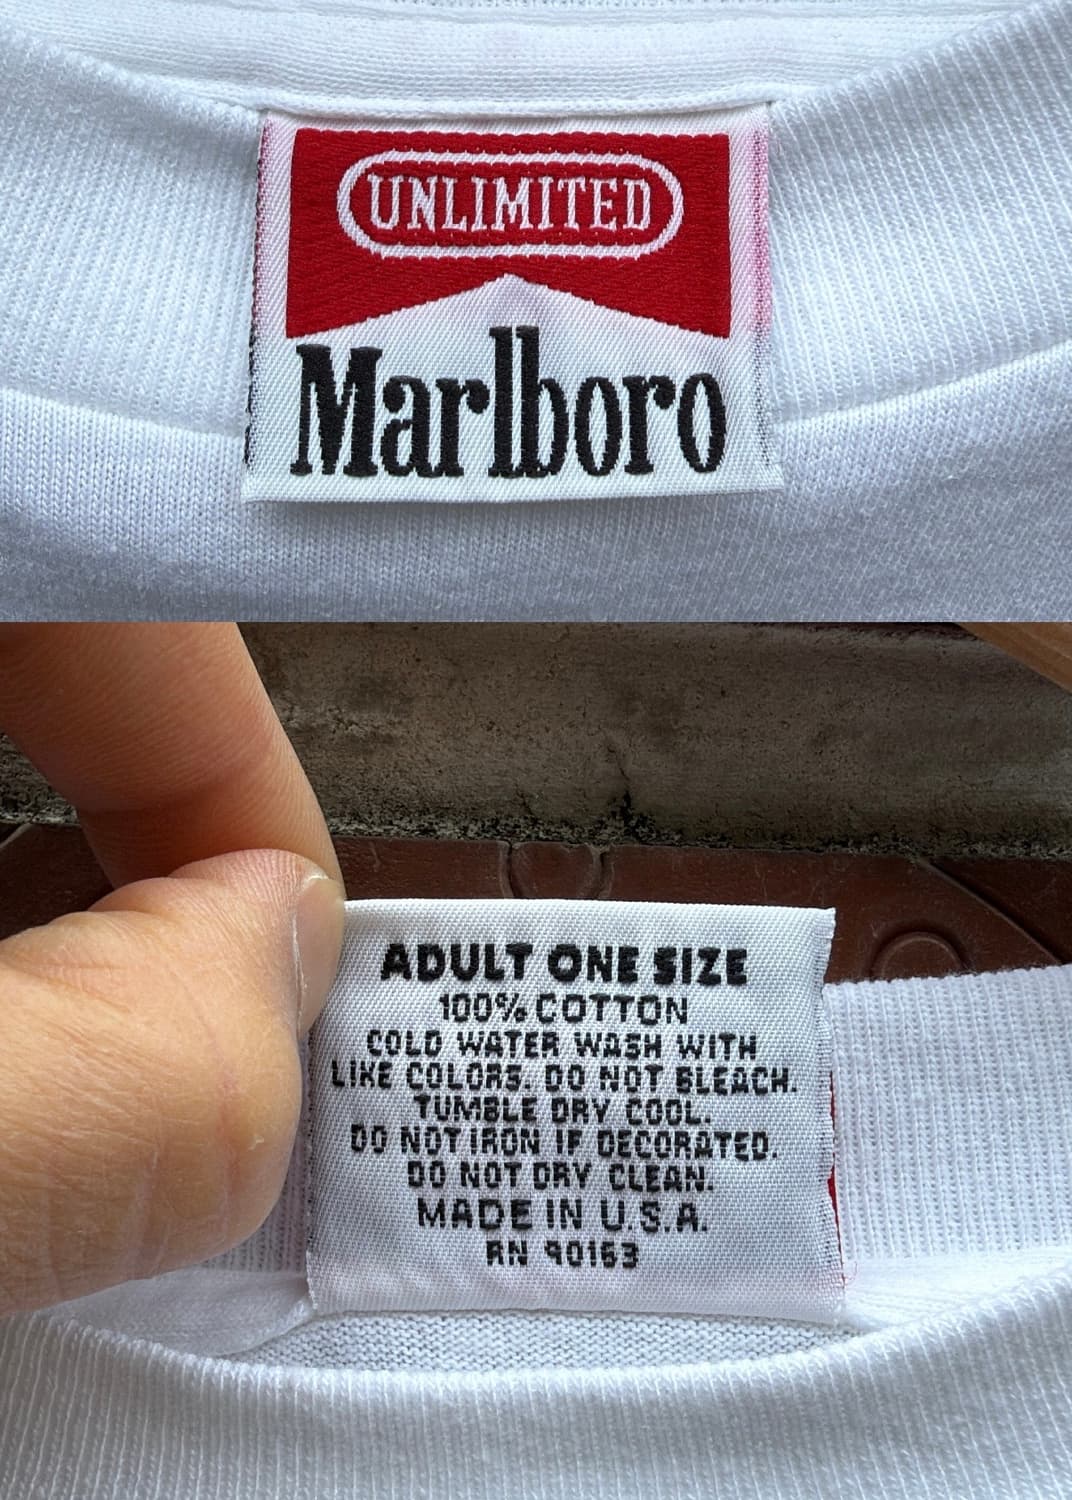 UNLIMITED
Marlboro
ADULT ONE SIZE
100% COTTON
COLD WATER WASH WITH
LIKE COLORS. DO NOT BLEACH.
TUMBLE DRY COOL.
DO NOT IRON IF DECORATED.
DO NOT DRY CLEAN.
MADE IN U.S.A.
RN 90163